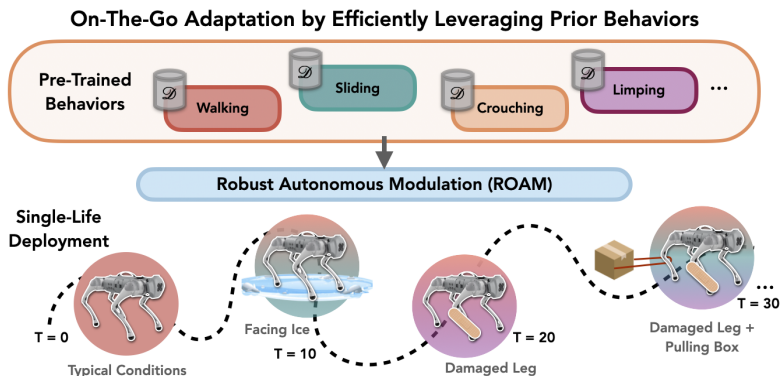 On-The-Go Adaptation by Efficiently Leveraging Prior Behaviors
Pre-Trained
Behaviors
𝒟
Walking
𝒟
Sliding
𝒟
Crouching
𝒟
Limping
...
Robust Autonomous Modulation (ROAM)
Single-Life
Deployment
T = 0
Typical Conditions
Facing Ice
T = 10
T = 20
Damaged Leg
...
T = 30
Damaged Leg +
Pulling Box